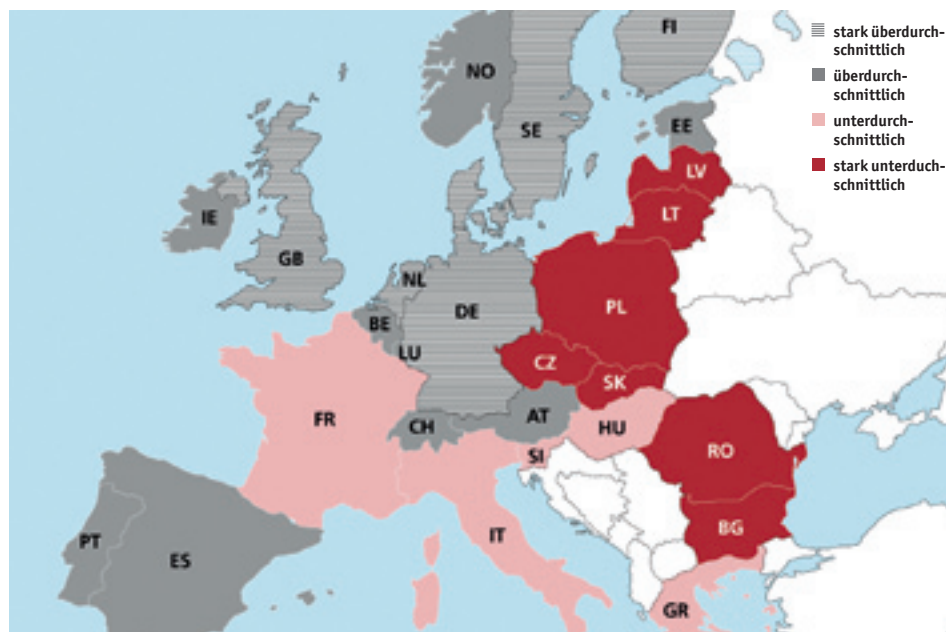 FI
NO
SE
EE
LV
LT
IE
GB
NL
DE
BE
LU
PL
CZ
SK
FR
CH
AT
HU
SI
RO
BG
PT
ES
IT
GR
stark überdurch-
schnittlich
überdurch-
schnittlich
unterdurch-
schnittlich
stark unterduch-
schnittlich